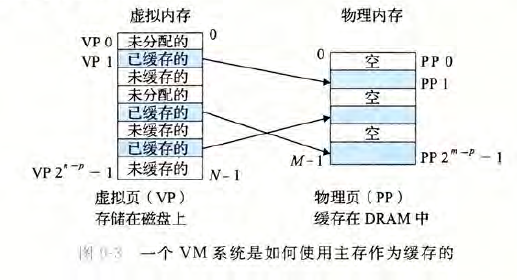 虚拟内存
物理内存
VP 0 未分配的 0
VP 1 已缓存的
未缓存的
未分配的
已缓存的
未缓存的
已缓存的
VP 2ⁿ⁻ᵖ − 1 未缓存的 N-1
0 空 PP 0
PP 1
空
空
M-1 PP 2ᵐ⁻ᵖ − 1
虚拟页（VP）
存储在磁盘上
物理页（PP）
缓存在 DRAM 中
一个 VM 系统是如何使用主存作为缓存的